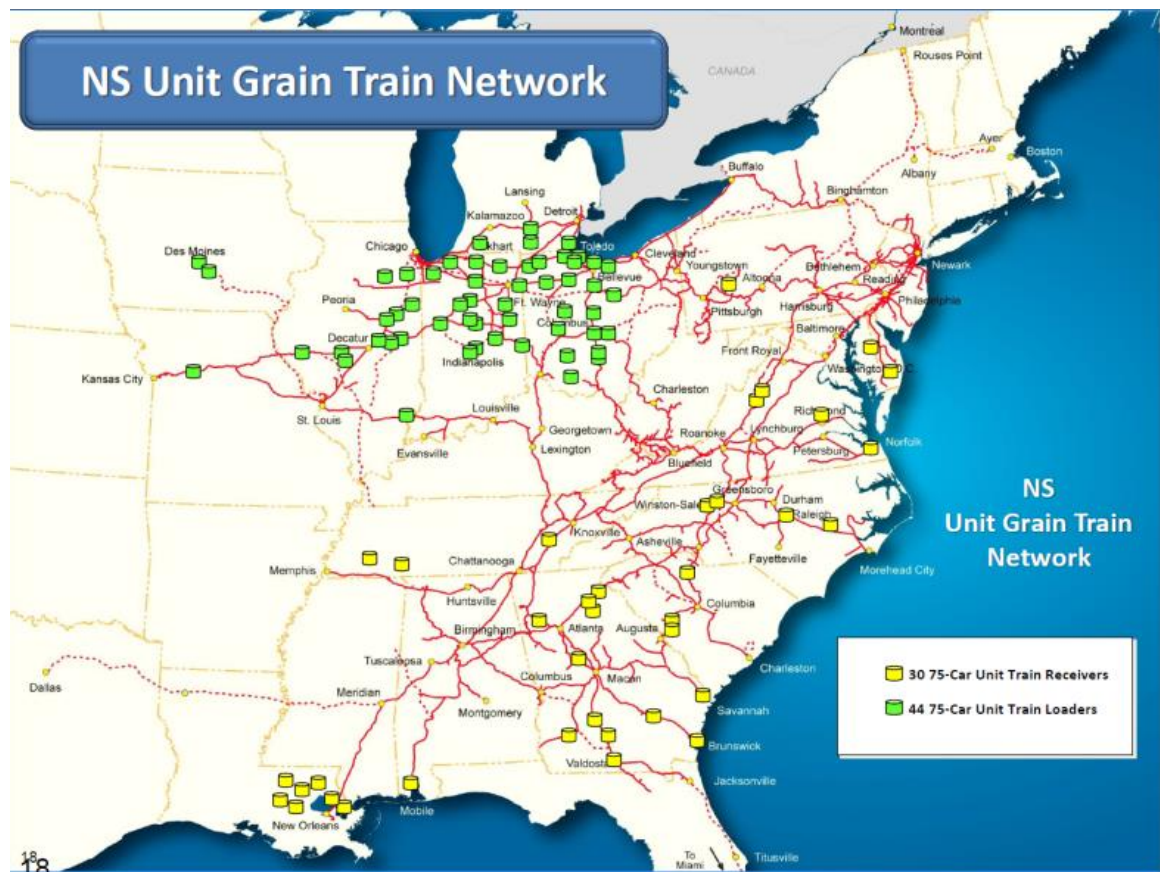 NS Unit Grain Train Network
Montreal
Rouses Point
CANADA
Ayer
Boston
Albany
Buffalo
Binghamton
Lansing
Kalamazoo
Detroit
Des Moines
Chicago
khart
Toledo
Cleveland
Bellevue
Youngstown
Altoona
Bethlehem
Newark
Reading
Peoria
Ft. Wayne
Pittsburgh
Harrisburg
Philadelphia
Columbus
Baltimore
Decatur
Indianapolis
Front Royal
Washington D.C.
Kansas City
Charleston
St. Louis
Louisville
Richmond
Evansville
Georgetown
Roanoke
Lynchburg
Norfolk
Lexington
Bluefield
Petersburg
NS
Unit Grain Train
Network
Greensboro
Winston-Sale
Durham
Raleigh
Knoxville
Asheville
Fayetteville
Morehead City
Memphis
Chattanooga
Huntsville
Columbia
Birmingham
Atlanta
Augusta
Tuscaloosa
Charleston
Dallas
Columbus
Macon
Meridian
Montgomery
Savannah
30 75-Car Unit Train Receivers
44 75-Car Unit Train Loaders
Brunswick
Valdosta
Jacksonville
Mobile
New Orleans
To
Miami
Titusville
18
18